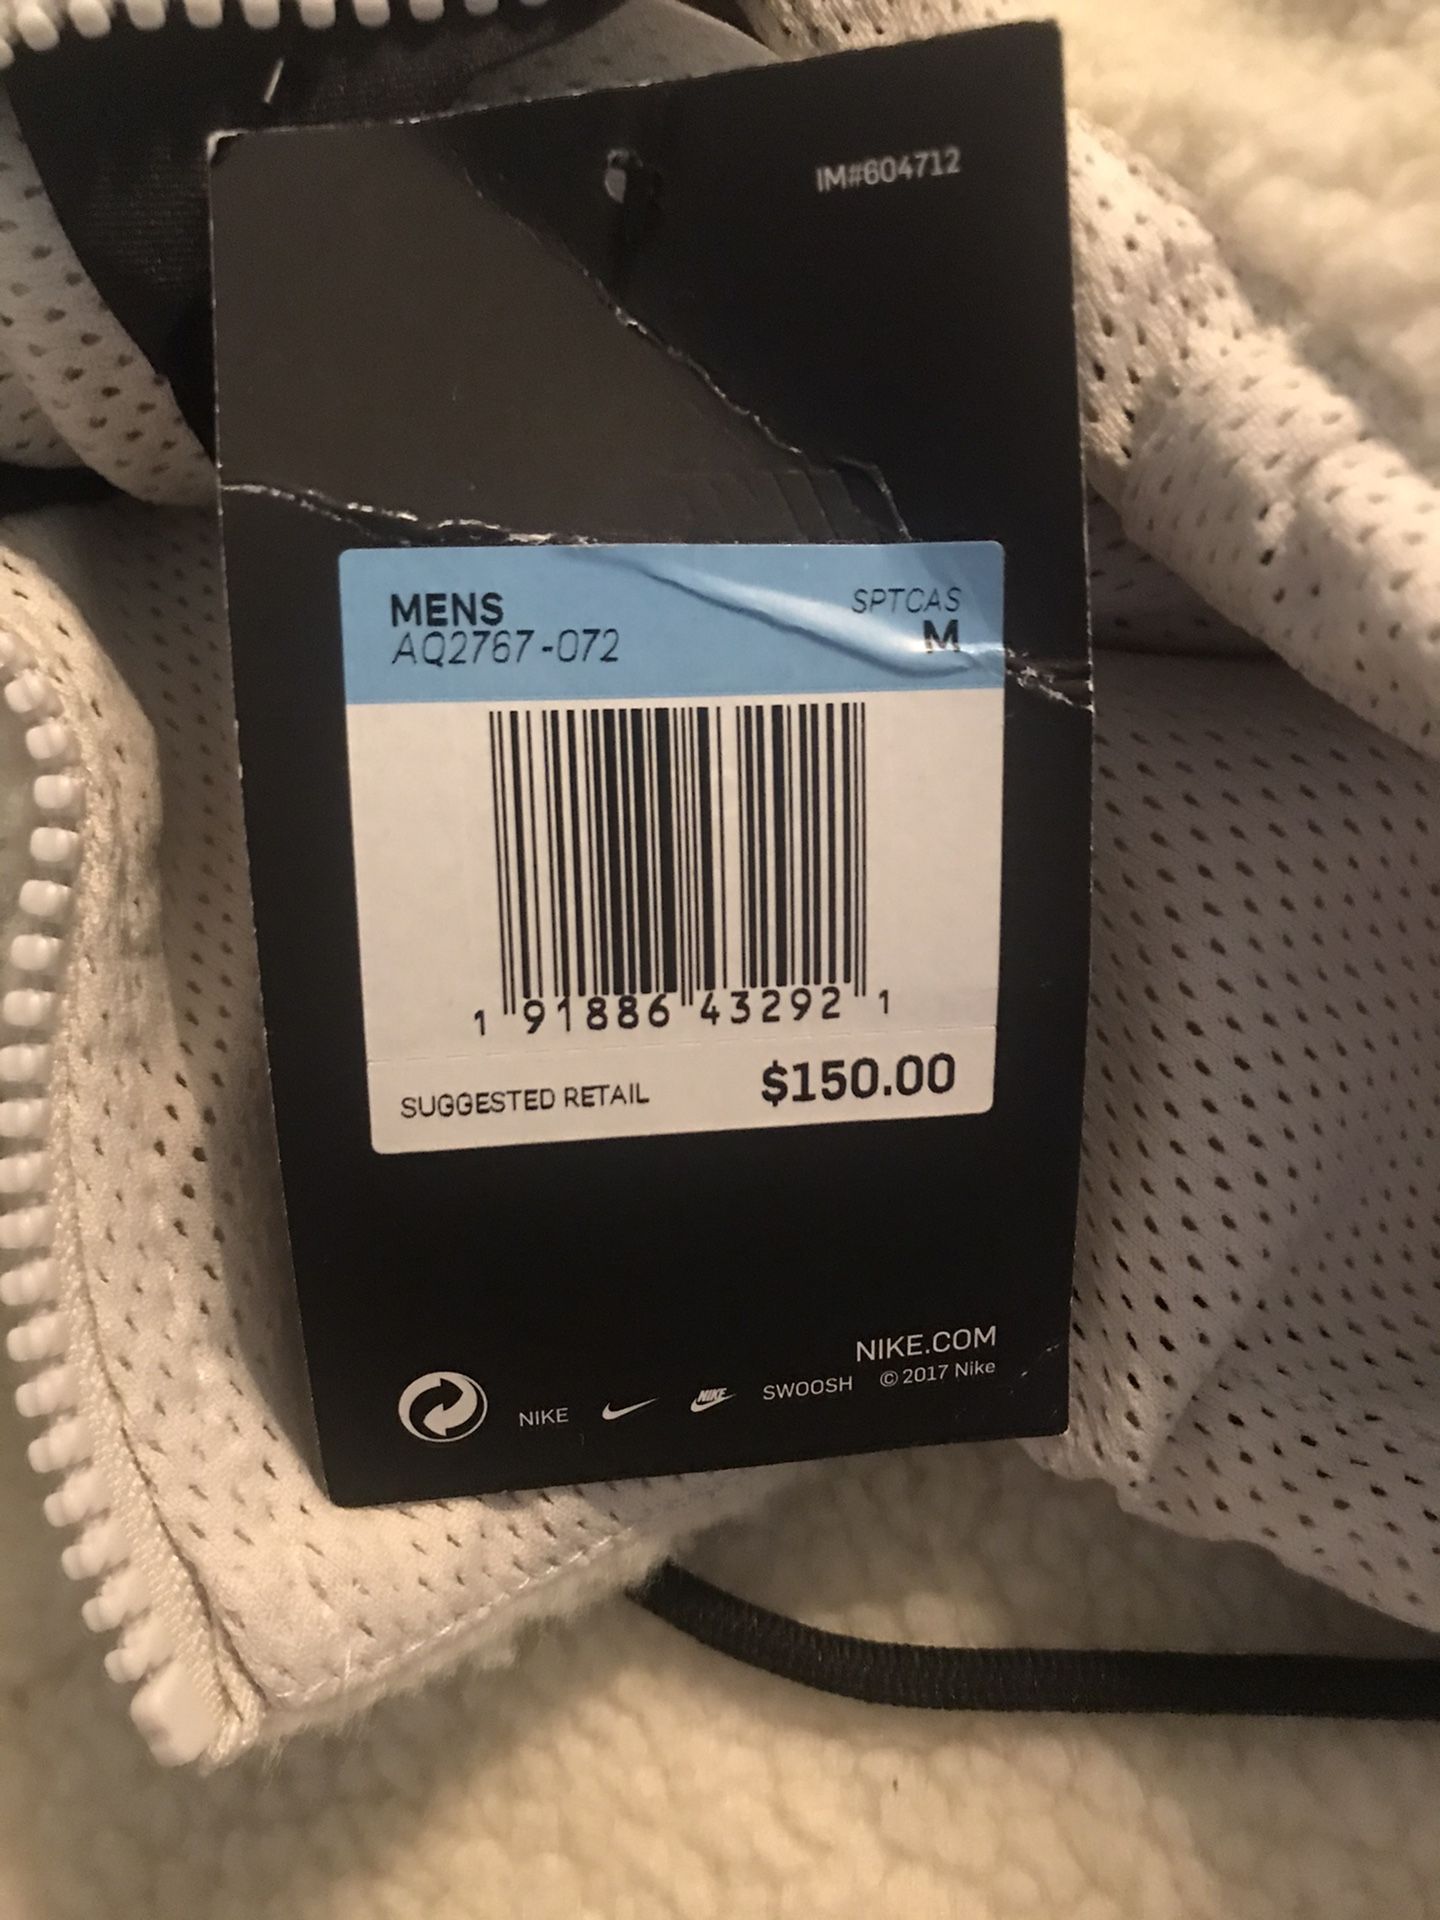 IM#604712
MENS
SPTCAS
AQ2767-072
M
1 91886 43292 1
SUGGESTED RETAIL
$150.00
NIKE.COM
NIKE NIKE SWOOSH © 2017 Nike